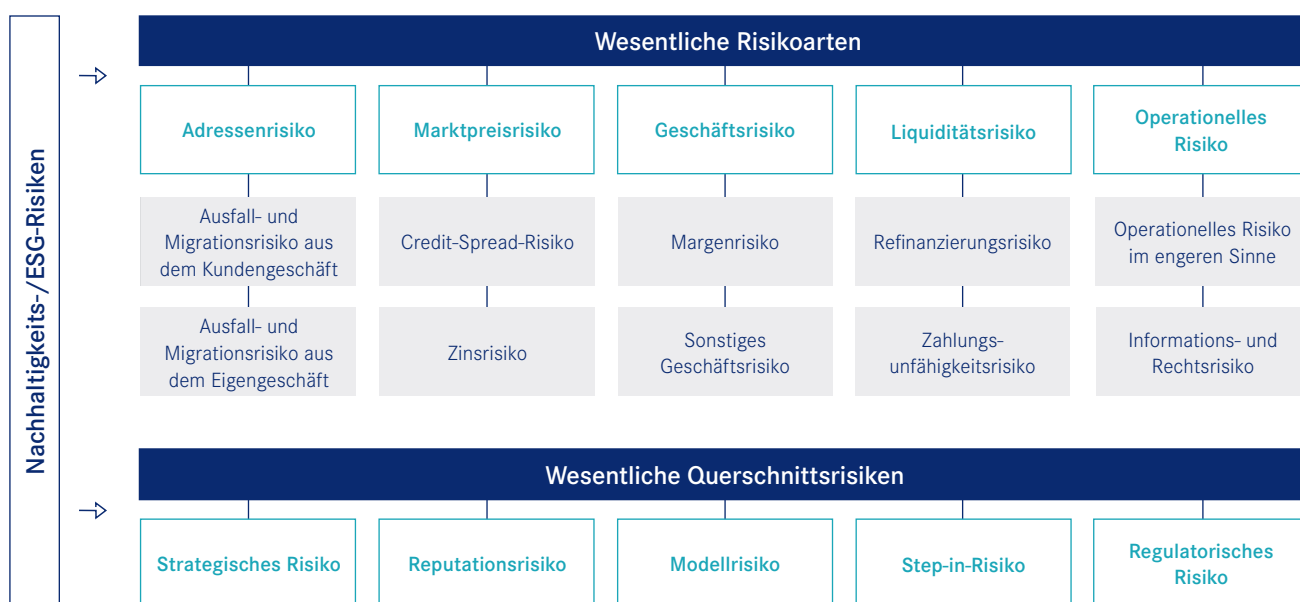 Nachhaltigkeits-/ESG-Risiken
Wesentliche Risikoarten
Adressenrisiko
Marktpreisrisiko
Geschäftsrisiko
Liquiditätsrisiko
Operationelles
Risiko
Ausfall- und
Migrationsrisiko aus
dem Kundengeschäft
Credit-Spread-Risiko
Margenrisiko
Refinanzierungsrisiko
Operationelles Risiko
im engeren Sinne
Ausfall- und
Migrationsrisiko aus
dem Eigengeschäft
Zinsrisiko
Sonstiges
Geschäftsrisiko
Zahlungs-
unfähigkeitsrisiko
Informations- und
Rechtsrisiko
Wesentliche Querschnittsrisiken
Strategisches Risiko
Reputationsrisiko
Modellrisiko
Step-in-Risiko
Regulatorisches
Risiko